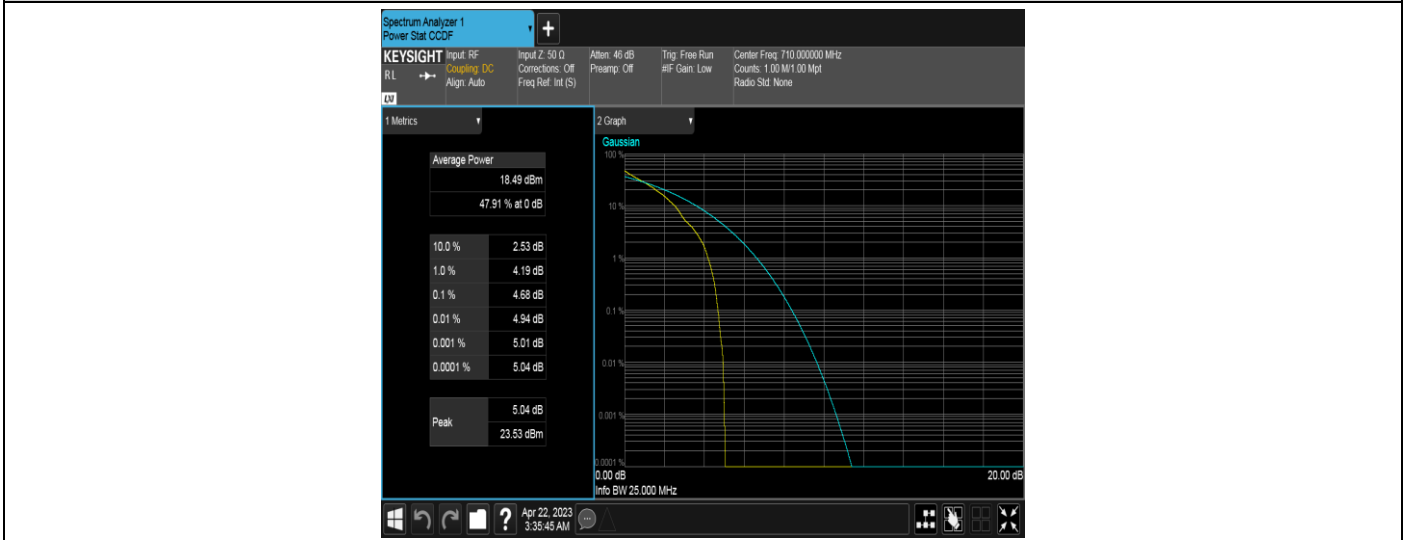 Spectrum Analyzer 1
Power Stat CCDF
+
KEYSIGHT
RL
LXI
Input: RF
Coupling: DC
Align: Auto
Input Z: 50 Ω
Corrections: Off
Freq Ref: Int (S)
Atten: 46 dB
Preamp: Off
Trig: Free Run
#IF Gain: Low
Center Freq: 710.000000 MHz
Counts: 1.00 M/1.00 Mpt
Radio Std: None
1 Metrics
Average Power
18.49 dBm
47.91 % at 0 dB
10.0 % 2.53 dB
1.0 % 4.19 dB
0.1 % 4.68 dB
0.01 % 4.94 dB
0.001 % 5.01 dB
0.0001 % 5.04 dB
Peak
5.04 dB
23.53 dBm
2 Graph
Gaussian
100 %
10 %
1 %
0.1 %
0.01 %
0.001 %
0.0001 %
0.00 dB
20.00 dB
Info BW 25.000 MHz
?
Apr 22, 2023
3:35:45 AM